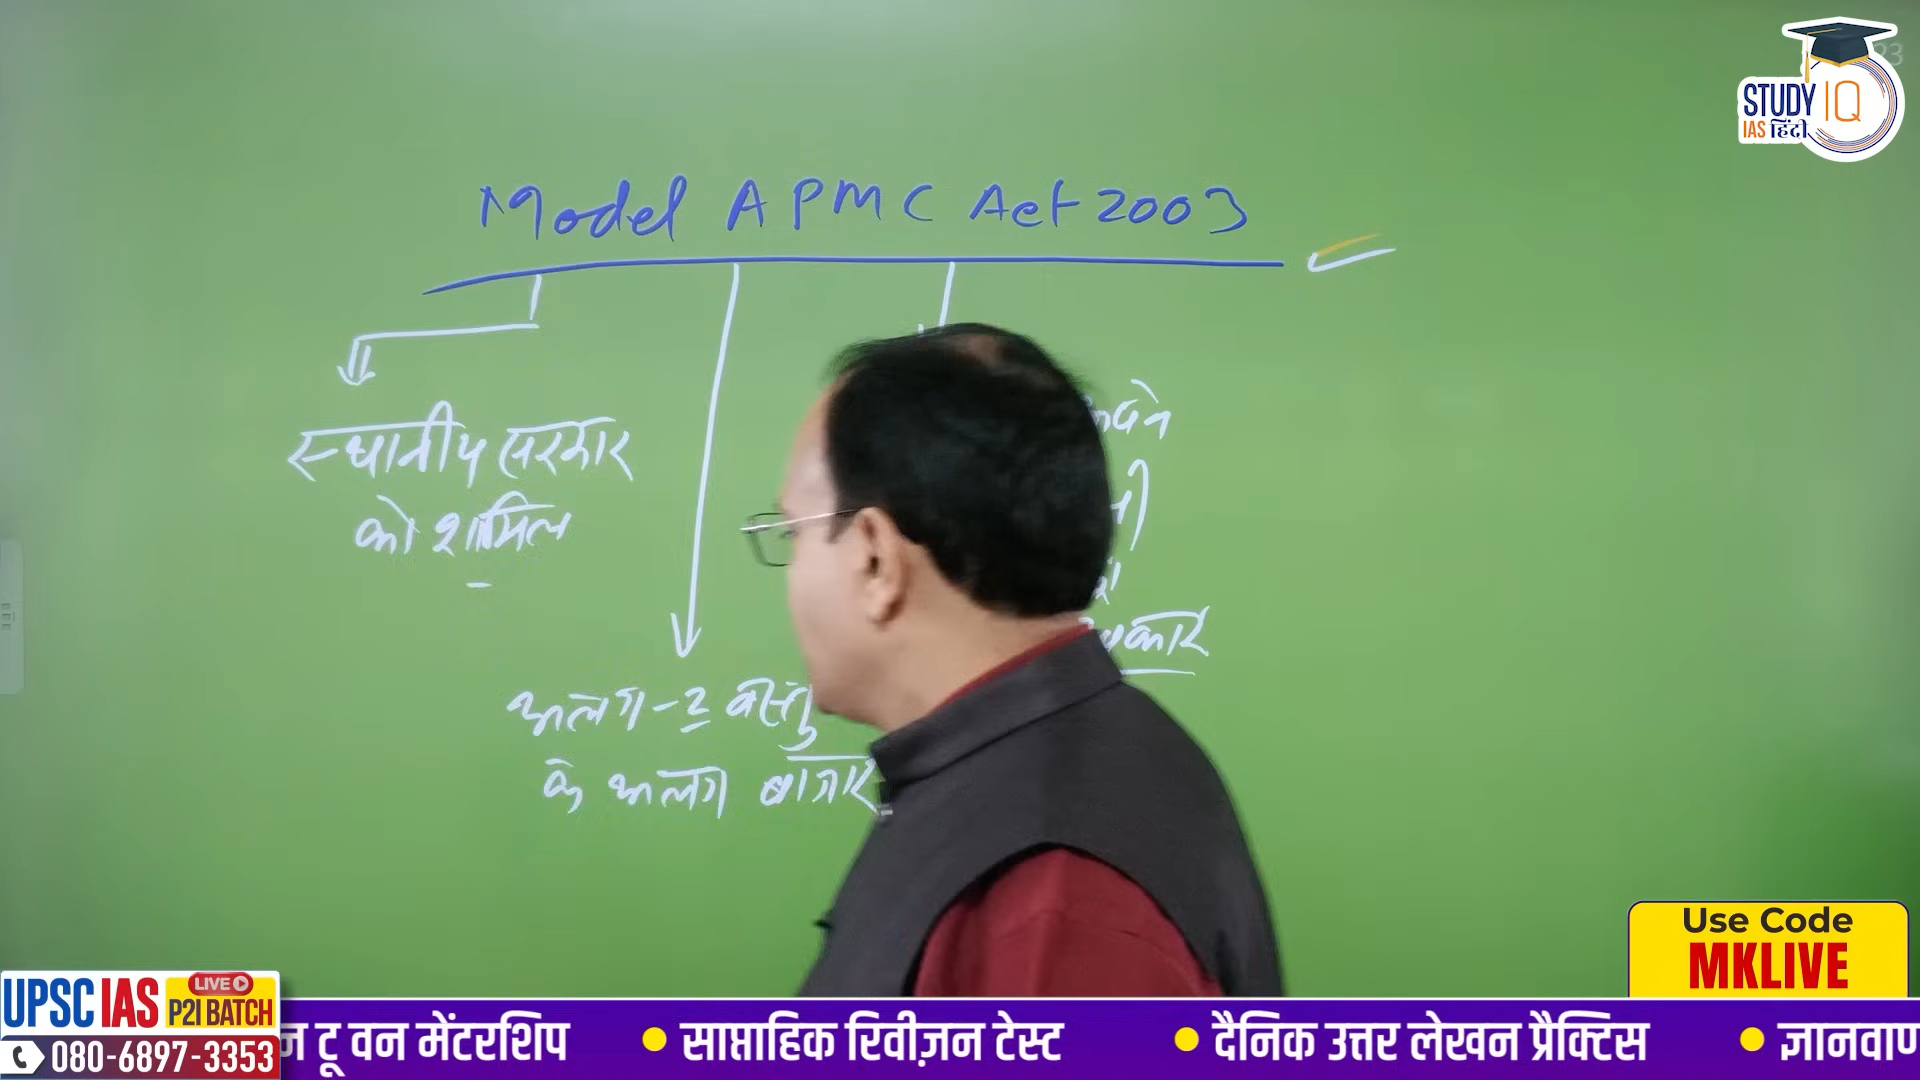 STUDY IQ
IAS हिंदी
Model APMC Act 2003
स्थानीय सरकार
को शामिल
अलग-2 वस्तु
के अलग बाजार
Use Code
MKLIVE
UPSC IAS
LIVE
P2I BATCH
080-6897-3353
न टू वन मेंटरशिप
साप्ताहिक रिवीज़न टेस्ट
दैनिक उत्तर लेखन प्रैक्टिस